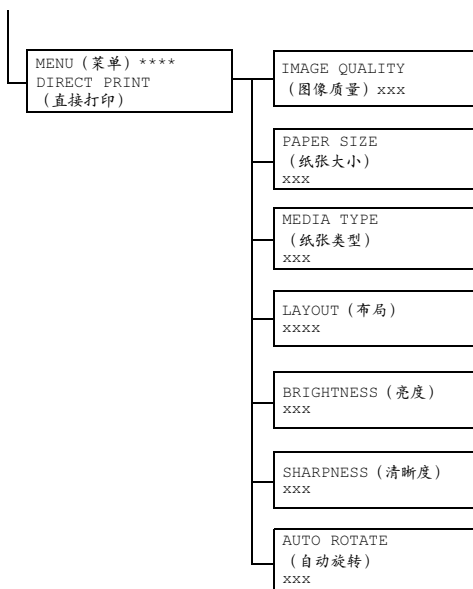 MENU (菜单) ****
DIRECT PRINT
(直接打印)
IMAGE QUALITY
(图像质量) xxx
PAPER SIZE
(纸张大小)
xxx
MEDIA TYPE
(纸张类型)
xxx
LAYOUT (布局)
xxxx
BRIGHTNESS (亮度)
xxx
SHARPNESS (清晰度)
xxx
AUTO ROTATE
(自动旋转)
xxx